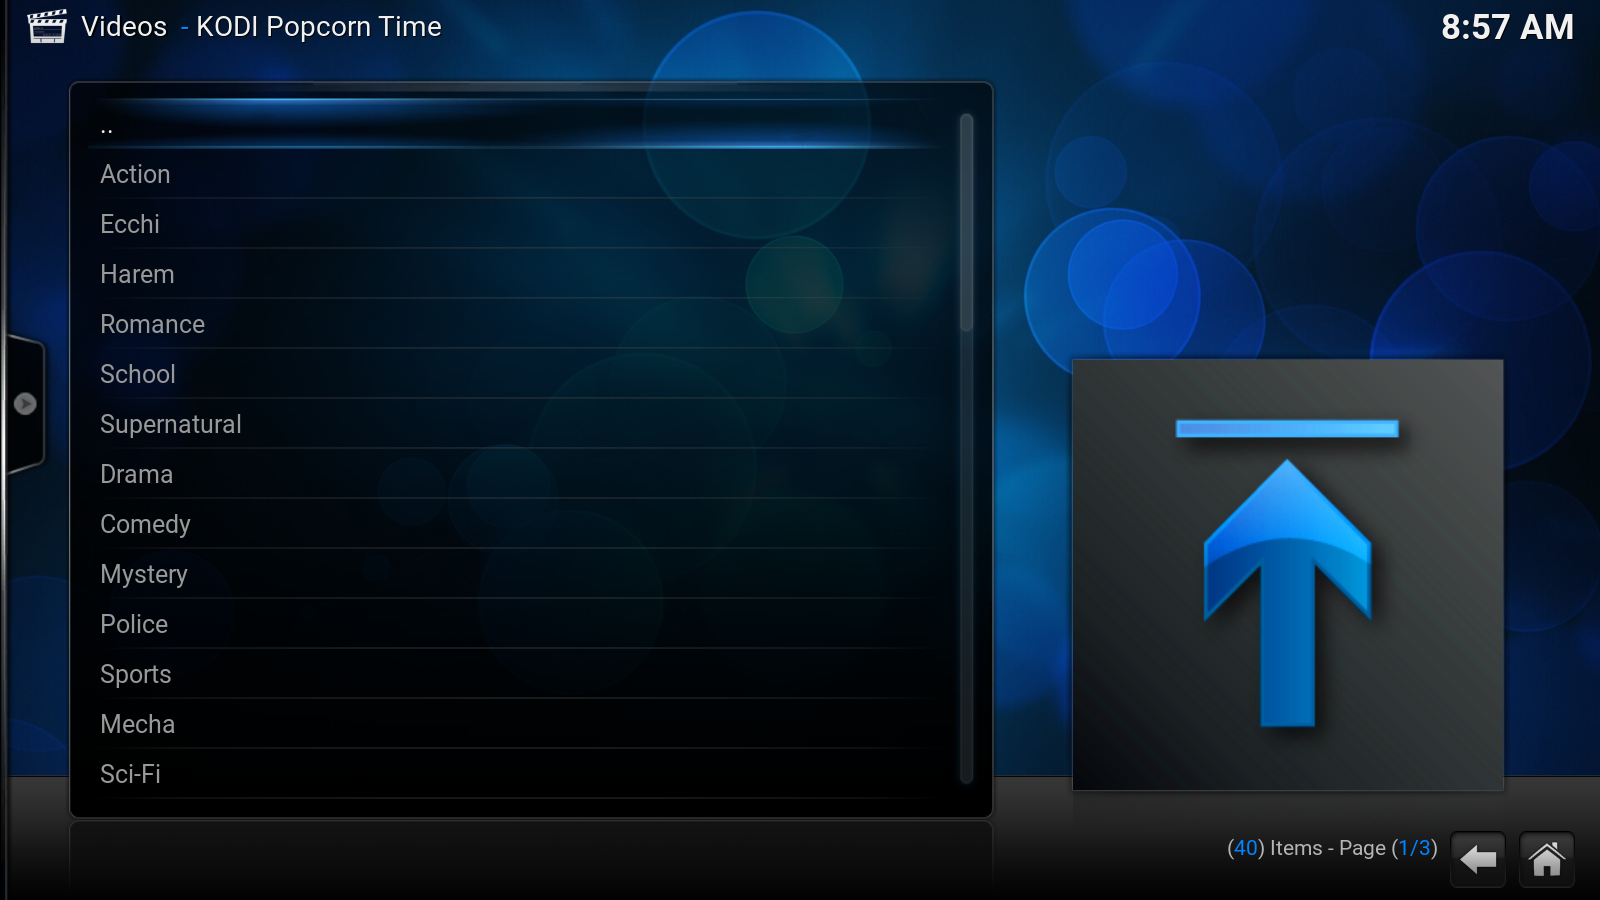 Videos - KODI Popcorn Time
8:57 AM
..
Action
Ecchi
Harem
Romance
School
Supernatural
Drama
Comedy
Mystery
Police
Sports
Mecha
Sci-Fi
(40) Items - Page (1/3)